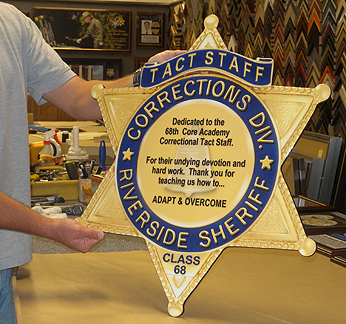 TACT STAFF
CORRECTIONS DIV.
Dedicated to the
68th Core Academy
Correctional Tact Staff.
For their undying devotion and
hard work. Thank you for
teaching us how to...
ADAPT & OVERCOME
RIVERSIDE SHERIFF
CLASS
68